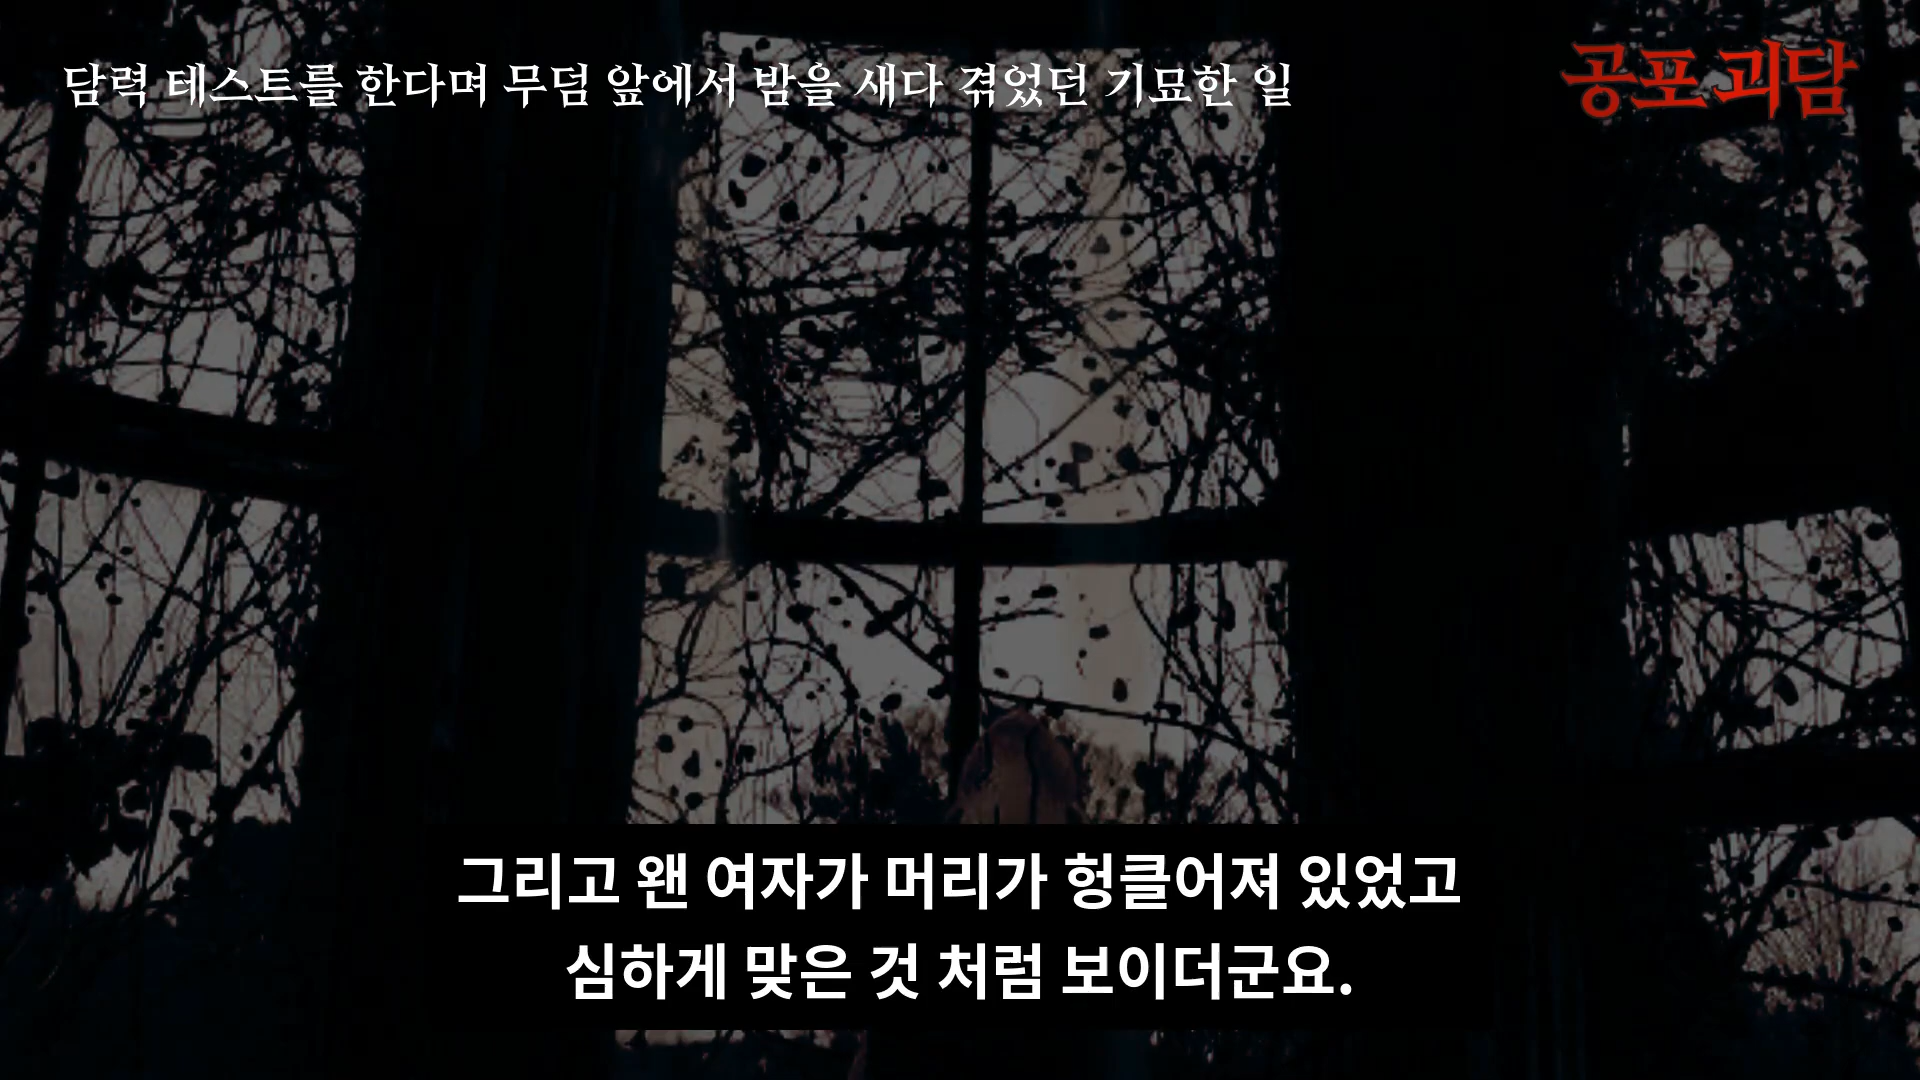 담력 테스트를 한다며 무덤 앞에서 밤을 새다 겪었던 기묘한 일
공포 괴담
그리고 왠 여자가 머리가 헝클어져 있었고
심하게 맞은 것 처럼 보이더군요.